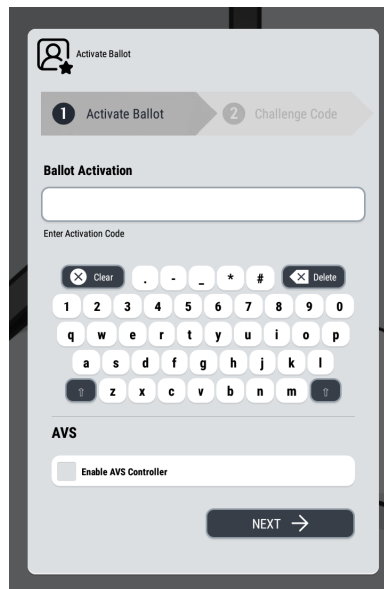 Activate Ballot
1 Activate Ballot 2 Challenge Code
Ballot Activation
Enter Activation Code
Clear . - _ * # Delete
1 2 3 4 5 6 7 8 9 0
q w e r t y u i o p
a s d f g h j k l
⇧ z x c v b n m ⇧
AVS
Enable AVS Controller
NEXT →